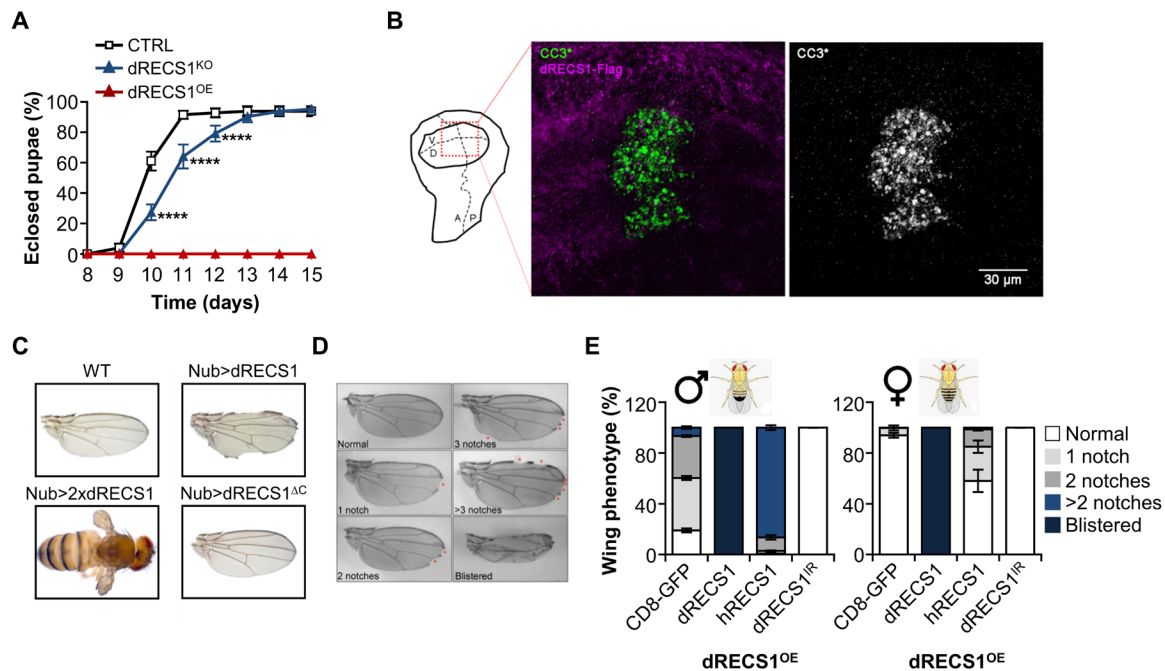 A
CTRL
dRECS1KO
dRECS1OE
Eclosed pupae (%)
100
80
60
40
20
0
****
****
****
8 9 10 11 12 13 14 15
Time (days)
B
V
D
A P
CC3*
dRECS1-Flag
CC3*
30 µm
C
WT
Nub>dRECS1
Nub>2xdRECS1
Nub>dRECS1ΔC
D
Normal
3 notches
1 notch
>3 notches
2 notches
Blistered
E
♂
♀
Wing phenotype (%)
120
80
40
0
CD8-GFP
dRECS1
hRECS1
dRECS1IR
dRECS1OE
120
80
40
0
CD8-GFP
dRECS1
hRECS1
dRECS1IR
dRECS1OE
Normal
1 notch
2 notches
>2 notches
Blistered